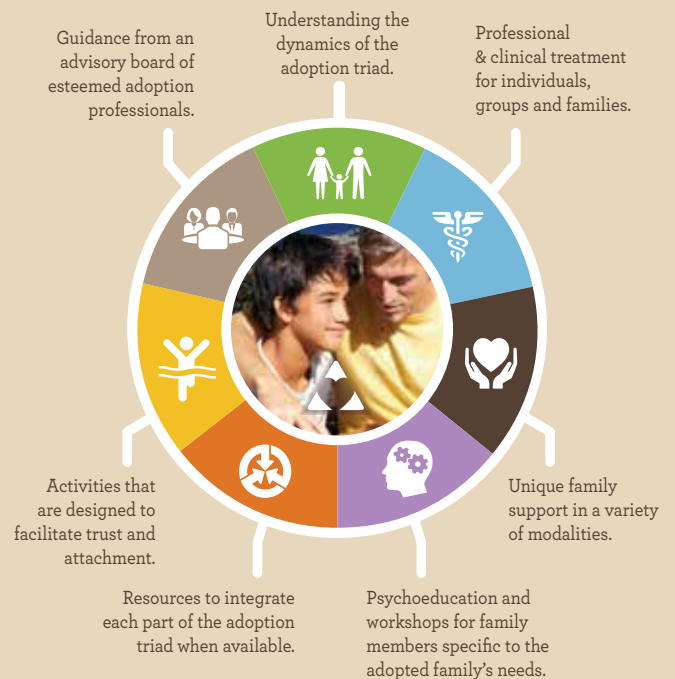 Understanding the
dynamics of the
adoption triad.
Professional
& clinical treatment
for individuals,
groups and families.
Unique family
support in a variety
of modalities.
Psychoeducation and
workshops for family
members specific to the
adopted family's needs.
Resources to integrate
each part of the adoption
triad when available.
Activities that
are designed to
facilitate trust and
attachment.
Guidance from an
advisory board of
esteemed adoption
professionals.